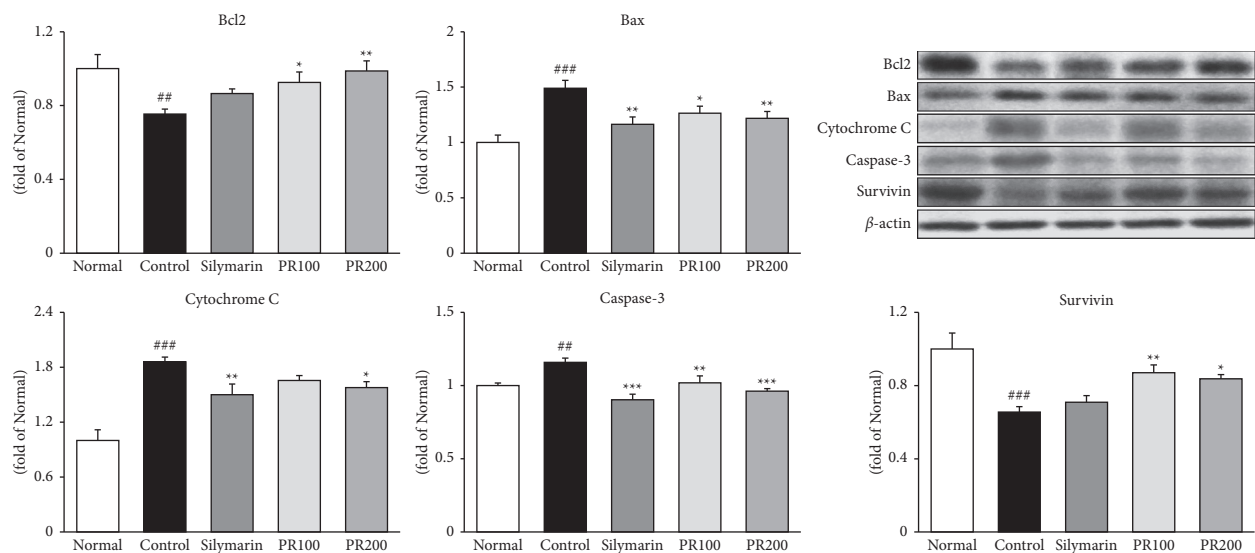 Bcl2
(fold of Normal)
1.2
0.8
0.4
0
##
*
**
Normal Control Silymarin PR100 PR200
Bax
(fold of Normal)
2
1.5
1
0.5
0
###
**
*
**
Normal Control Silymarin PR100 PR200
Bcl2
Bax
Cytochrome C
Caspase-3
Survivin
β-actin
Cytochrome C
(fold of Normal)
2.4
1.8
1.2
0.6
0
###
**
*
Normal Control Silymarin PR100 PR200
Caspase-3
(fold of Normal)
1.5
1
0.5
0
##
***
**
***
Normal Control Silymarin PR100 PR200
Survivin
(fold of Normal)
1.2
0.8
0.4
0
###
**
*
Normal Control Silymarin PR100 PR200